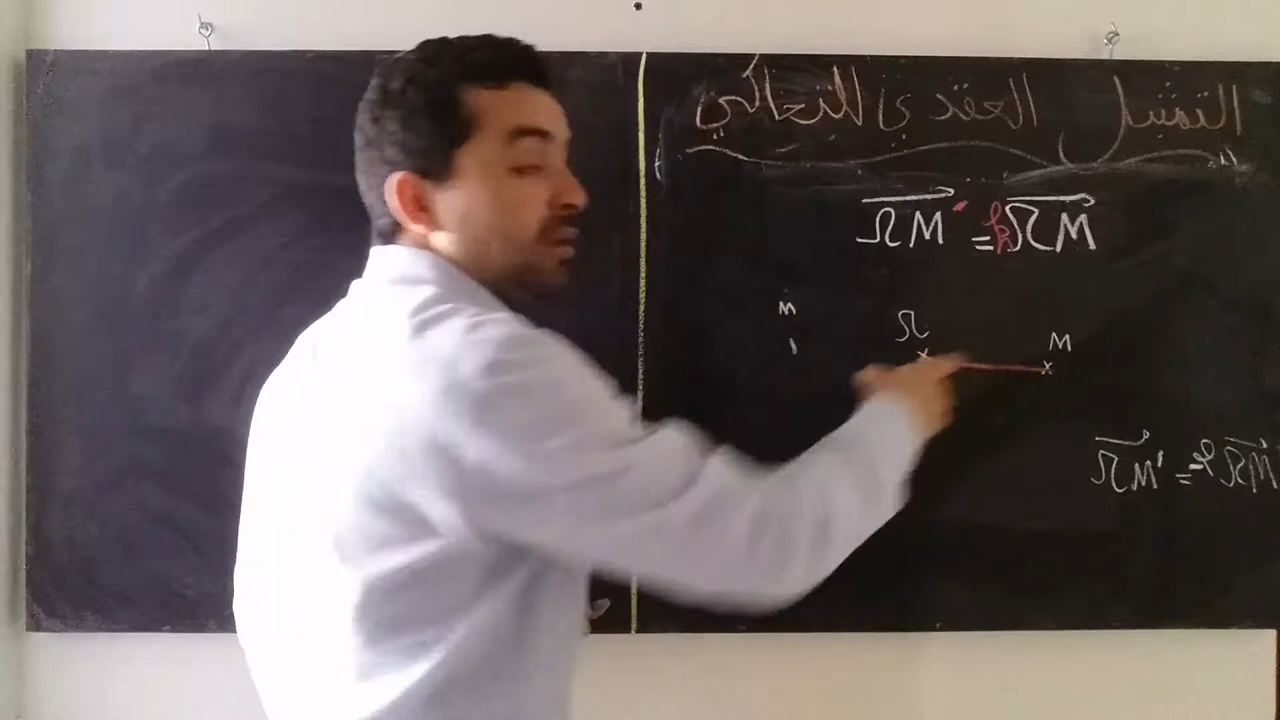 التمثيل العقدي للتحاكي
ΩM' = kΩM
M' Ω M
ΩM' = -2ΩM